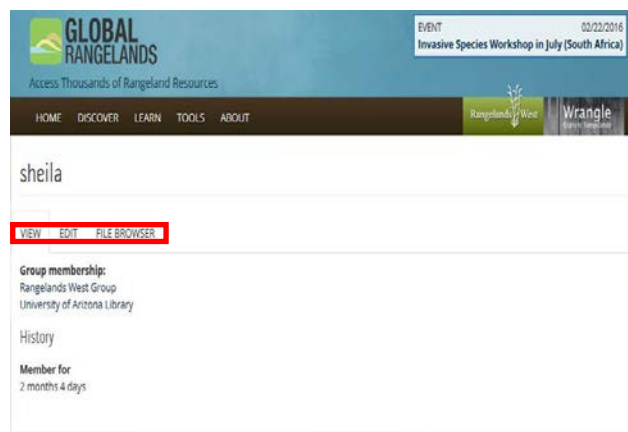 GLOBAL
RANGELANDS
Access Thousands of Rangeland Resources
EVENT 02/22/2016
Invasive Species Workshop in July (South Africa)
HOME DISCOVER LEARN TOOLS ABOUT
Rangelands West
Wrangle
sheila
VIEW EDIT FILE BROWSER
Group membership:
Rangelands West Group
University of Arizona Library
History
Member for
2 months 4 days